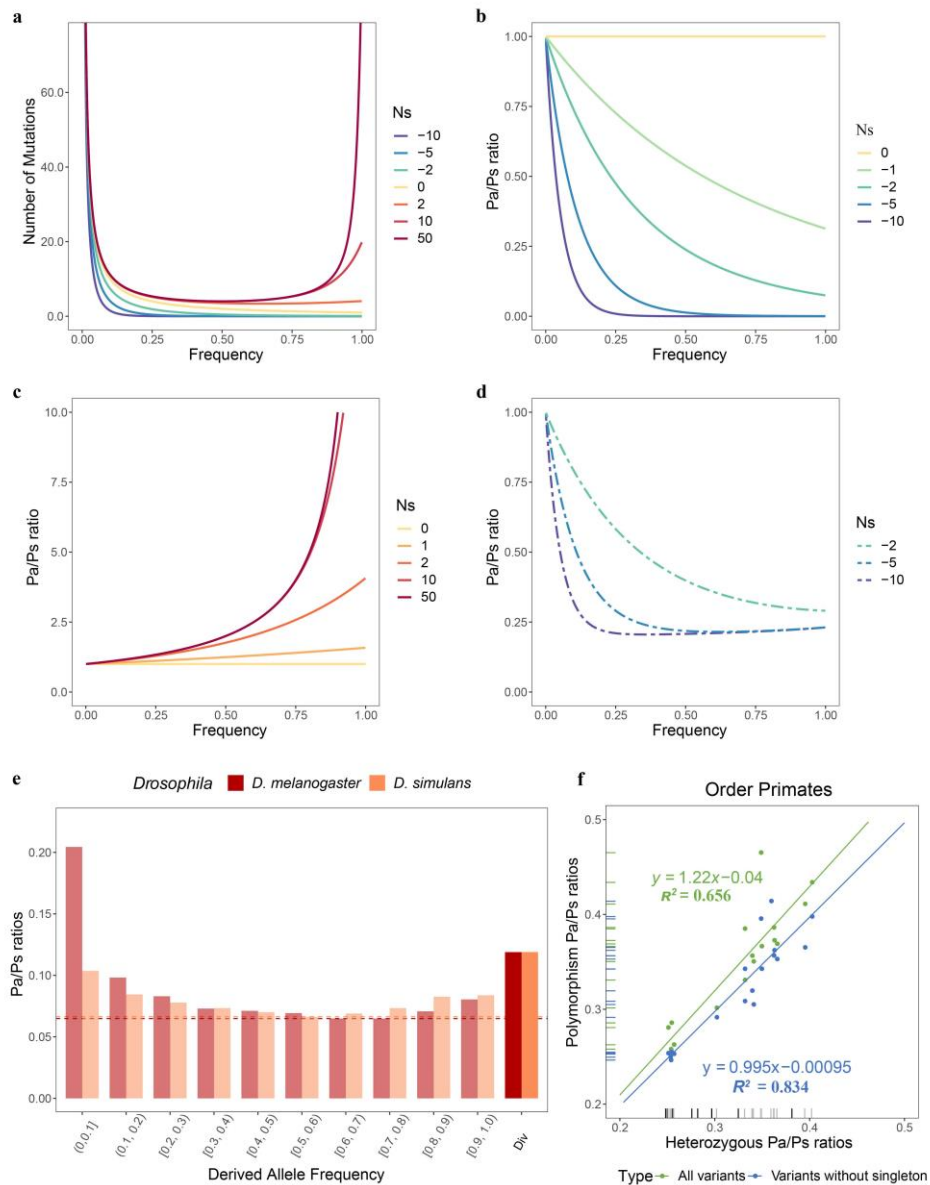 a
Number of Mutations
60.0
40.0
20.0
0.0
0.00 0.25 0.50 0.75 1.00
Frequency
Ns
−10
−5
−2
0
2
10
50
b
Pa/Ps ratio
1.00
0.75
0.50
0.25
0.00
0.00 0.25 0.50 0.75 1.00
Frequency
Ns
0
−1
−2
−5
−10
c
Pa/Ps ratio
10.0
7.5
5.0
2.5
0.0
0.00 0.25 0.50 0.75 1.00
Frequency
Ns
0
1
2
10
50
d
1.00
0.75
0.50
0.25
0.00
0.00 0.25 0.50 0.75 1.00
Frequency
Ns
−2
−5
−10
e
Drosophila D. melanogaster D. simulans
Pa/Ps ratios
0.20
0.15
0.10
0.05
0.00
(0.0.1] (0.1, 0.2) [0.2, 0.3) [0.3, 0.4) [0.4, 0.5) [0.5, 0.6) [0.6, 0.7) [0.7, 0.8) [0.8, 0.9) [0.9, 1.0) Div
Derived Allele Frequency
f
Order Primates
Polymorphism Pa/Ps ratios
0.5
0.4
0.3
0.2
y = 1.22x−0.04
R² = 0.656
y = 0.995x−0.00095
R² = 0.834
0.2 0.3 0.4 0.5
Heterozygous Pa/Ps ratios
Type All variants Variants without singleton